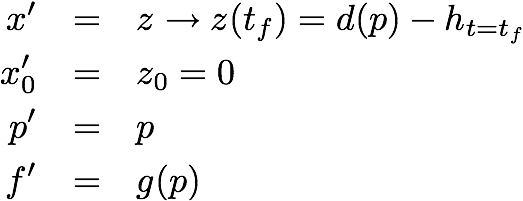 x′ = z → z(t_f) = d(p) − h_{t=t_f}
x′_0 = z_0 = 0
p′ = p
f′ = g(p)